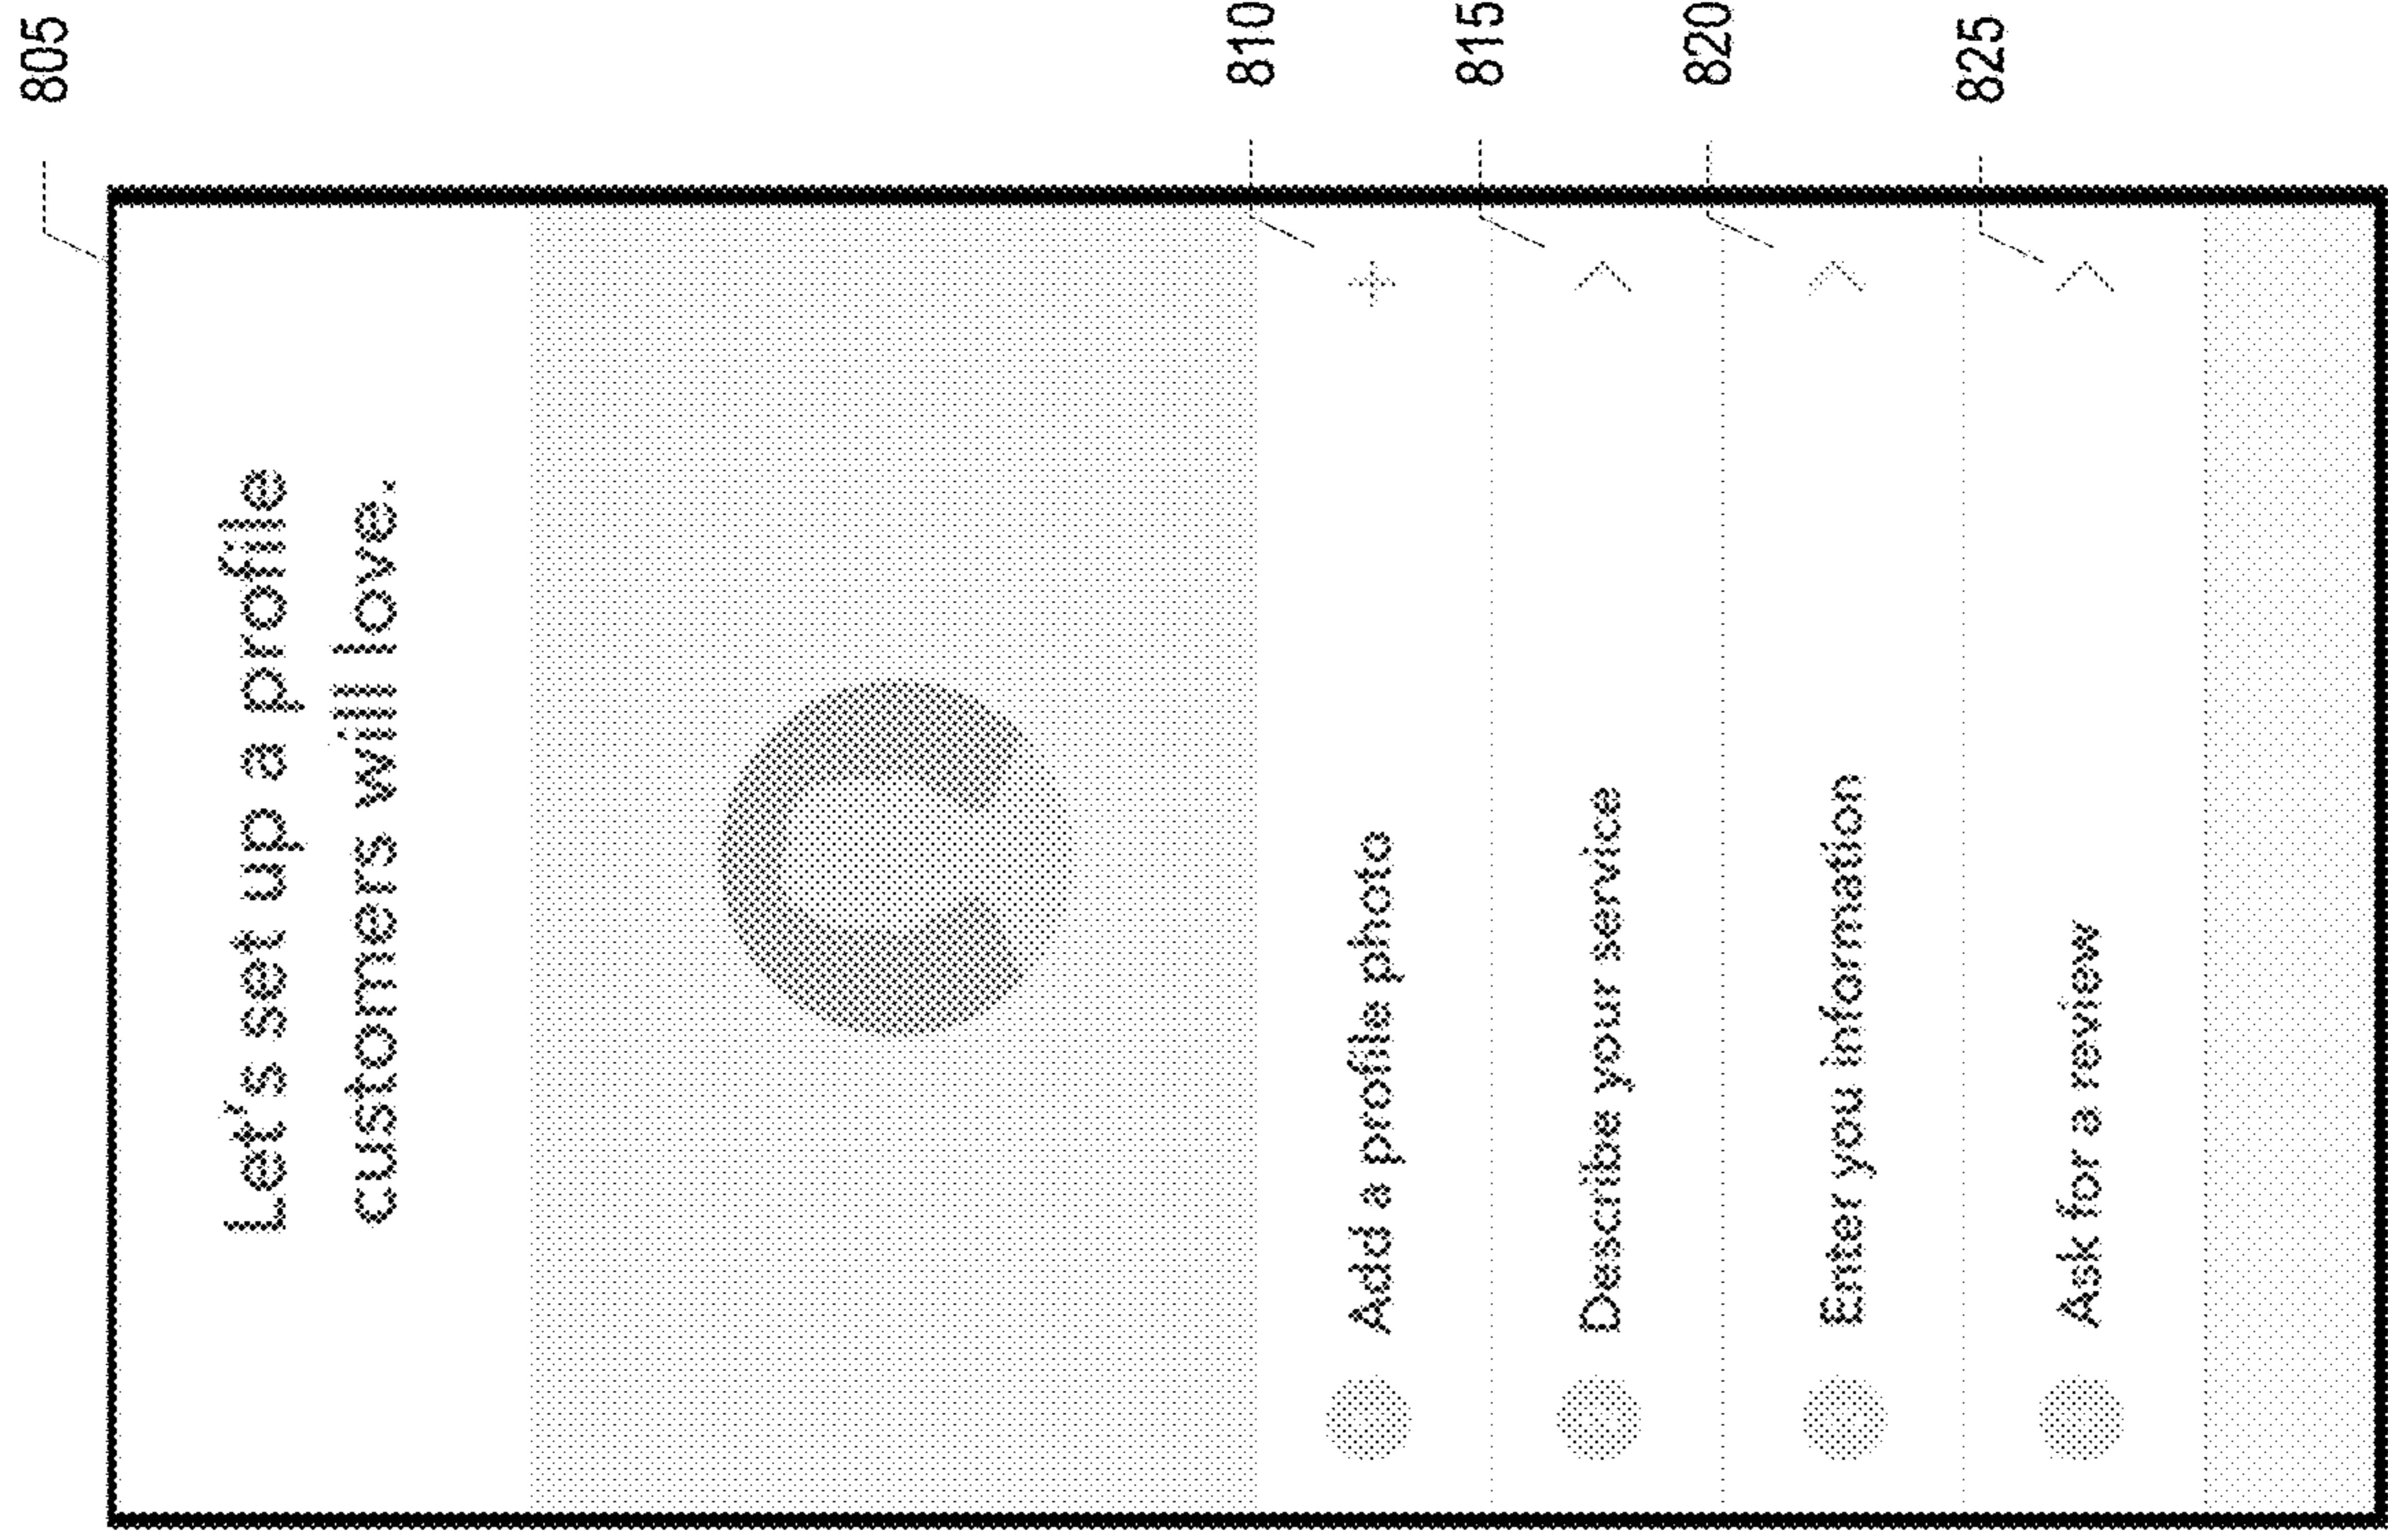 805
Let's set up a profile
customers will love.
810
Add a profile photo
815
Describe your service
820
Enter you information
825
Ask for a review